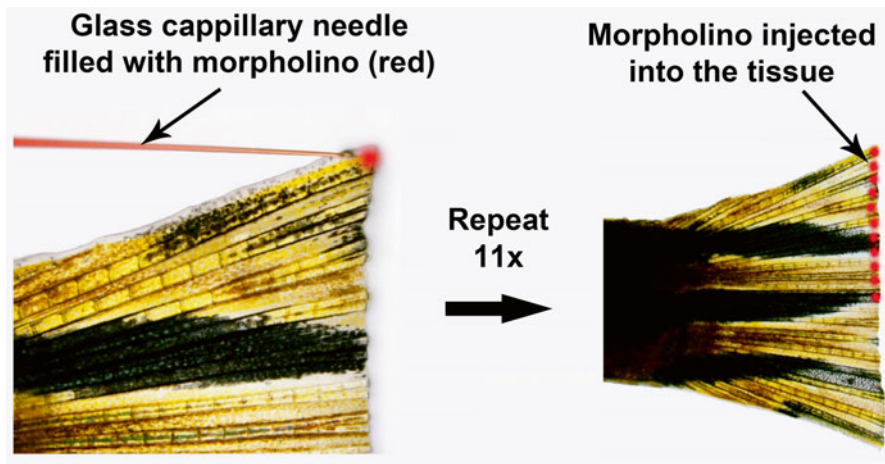 Glass cappillary needle
filled with morpholino (red)
Morpholino injected
into the tissue
Repeat
11x